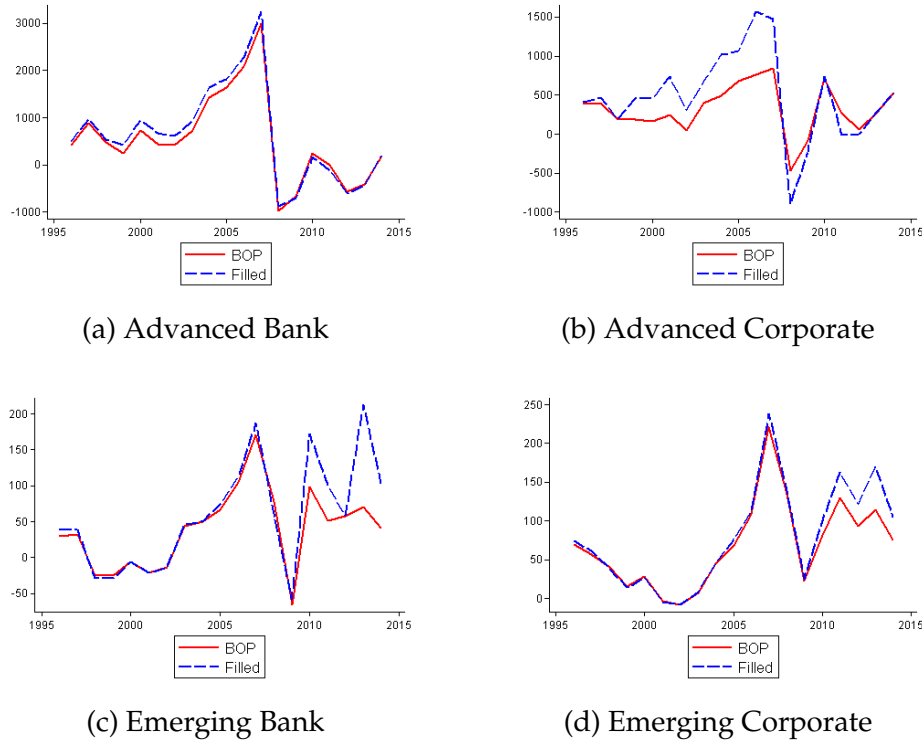 3000
2000
1000
0
-1000
1995 2000 2005 2010 2015
BOP
Filled
(a) Advanced Bank
1500
1000
500
0
-500
-1000
1995 2000 2005 2010 2015
BOP
Filled
(b) Advanced Corporate
200
150
100
50
0
-50
1995 2000 2005 2010 2015
BOP
Filled
(c) Emerging Bank
250
200
150
100
50
0
1995 2000 2005 2010 2015
BOP
Filled
(d) Emerging Corporate